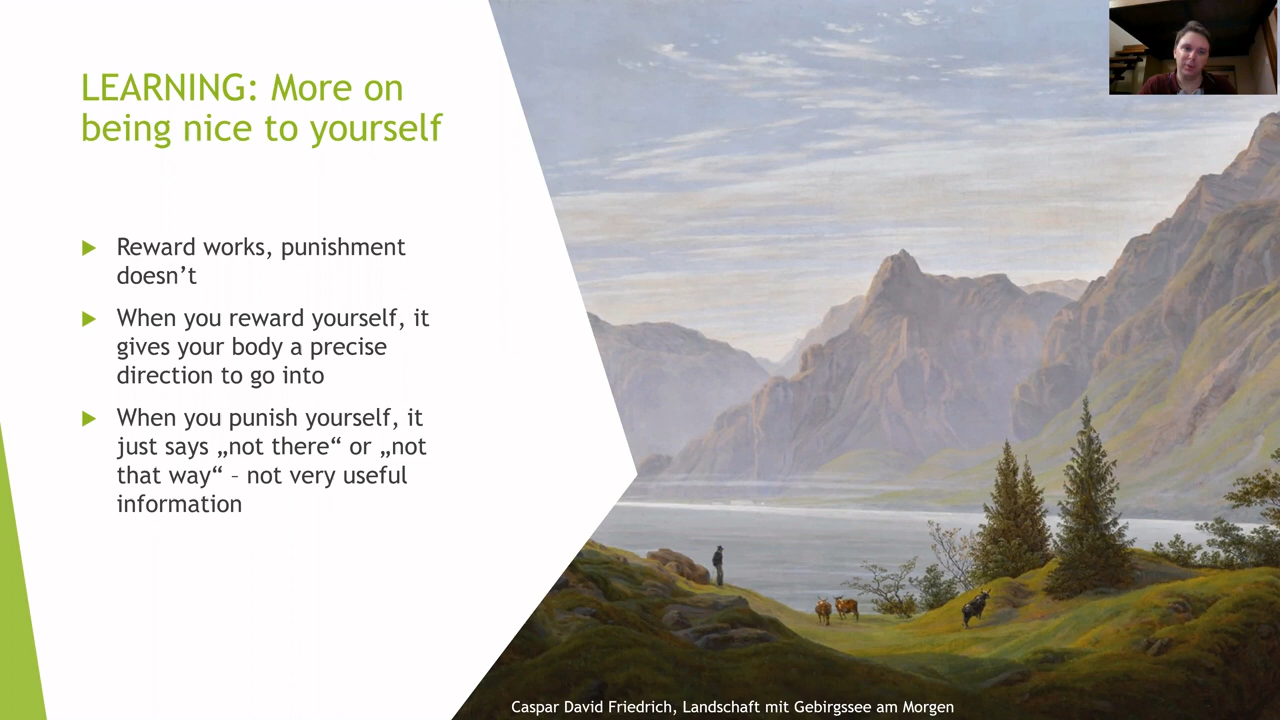 LEARNING: More on
being nice to yourself
Reward works, punishment
doesn’t
When you reward yourself, it
gives your body a precise
direction to go into
When you punish yourself, it
just says „not there“ or „not
that way“ – not very useful
information
Caspar David Friedrich, Landschaft mit Gebirgssee am Morgen